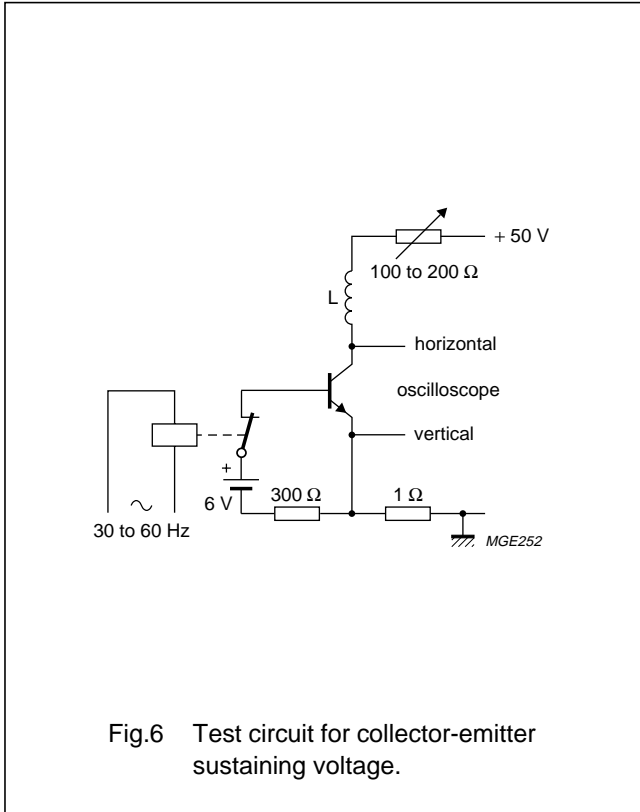 + 50 V
100 to 200 Ω
L
horizontal
oscilloscope
vertical
+
6 V
300 Ω
1 Ω
30 to 60 Hz
MGE252
Fig.6 Test circuit for collector-emitter
sustaining voltage.